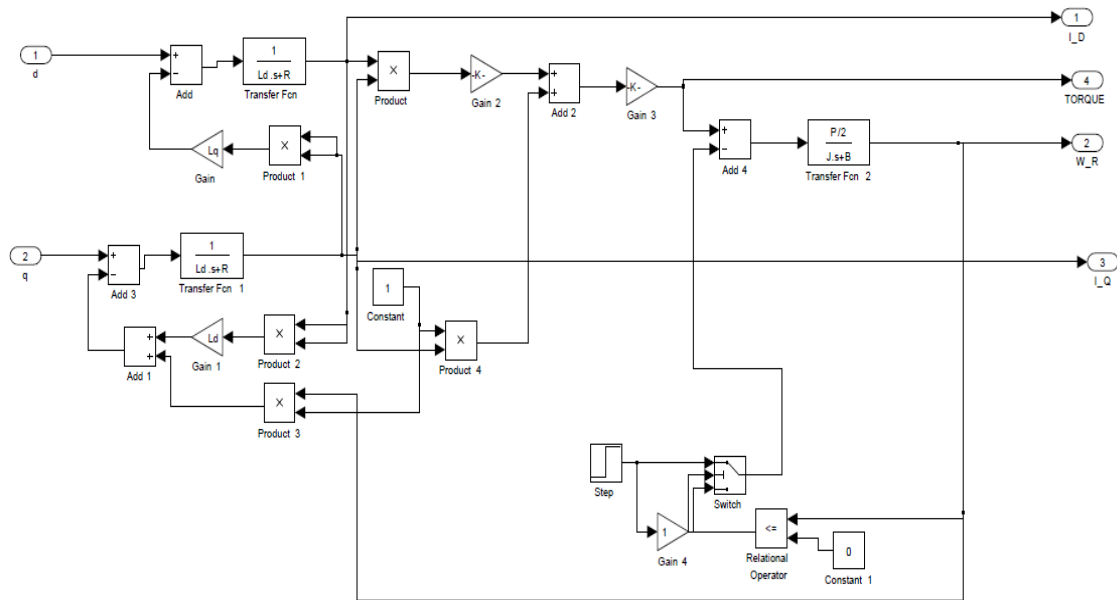 1
I_D
1
d
+
-
Add
1
Ld .s+R
Transfer Fcn
X
Product
-K-
Gain 2
+
+
Add 2
-K-
Gain 3
4
TORQUE
Lq
Gain
X
Product 1
+
-
Add 4
P/2
J.s+B
Transfer Fcn 2
2
W_R
2
q
+
-
Add 3
1
Ld .s+R
Transfer Fcn 1
3
I_Q
1
Constant
+
+
Add 1
Ld
Gain 1
X
Product 2
X
Product 4
X
Product 3
Step
Switch
1
Gain 4
<=
Relational
Operator
0
Constant 1